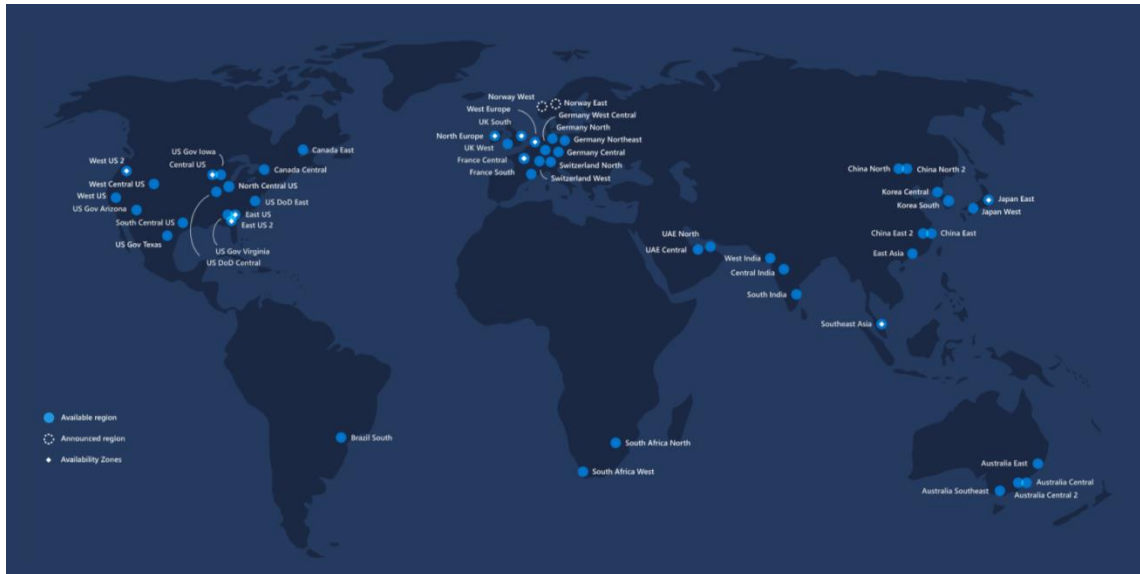 Norway West
Norway East
West Europe
Germany West Central
UK South
Germany North
North Europe
Germany Northeast
UK West
Germany Central
France Central
Switzerland North
France South
Switzerland West
US Gov Iowa
Canada East
West US 2
Central US
Canada Central
West Central US
North Central US
West US
US DoD East
US Gov Arizona
East US
South Central US
East US 2
US Gov Texas
US Gov Virginia
US DoD Central
China North
China North 2
Korea Central
Korea South
Japan East
Japan West
UAE North
China East 2
China East
UAE Central
West India
East Asia
Central India
South India
Southeast Asia
Available region
Announced region
Availability Zones
Brazil South
South Africa North
South Africa West
Australia East
Australia Central
Australia Southeast
Australia Central 2